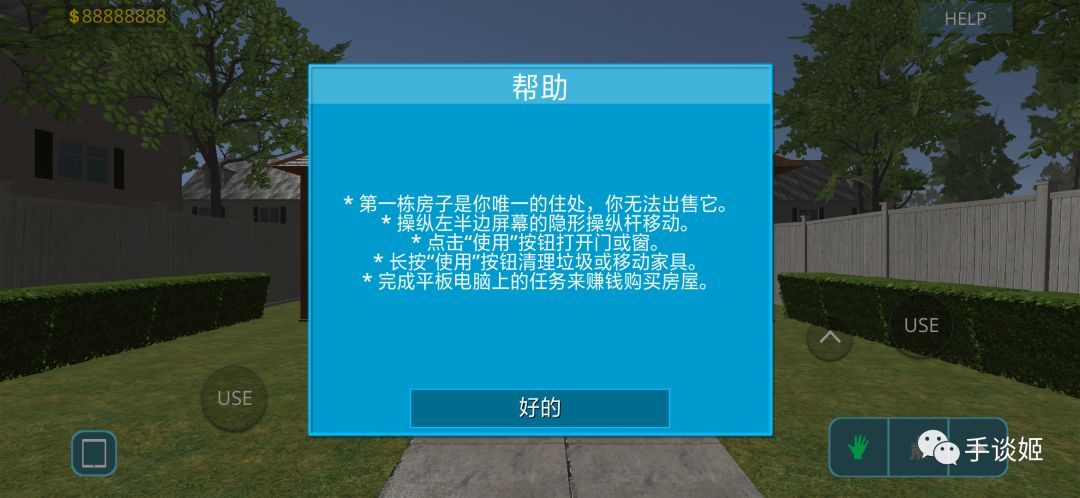 $88888888
HELP
帮助
* 第一栋房子是你唯一的住处，你无法出售它。
* 操纵左半边屏幕的隐形操纵杆移动。
* 点击“使用”按钮打开门或窗。
* 长按“使用”按钮清理垃圾或移动家具。
* 完成平板电脑上的任务来赚钱购买房屋。
USE
USE
好的
手谈姬